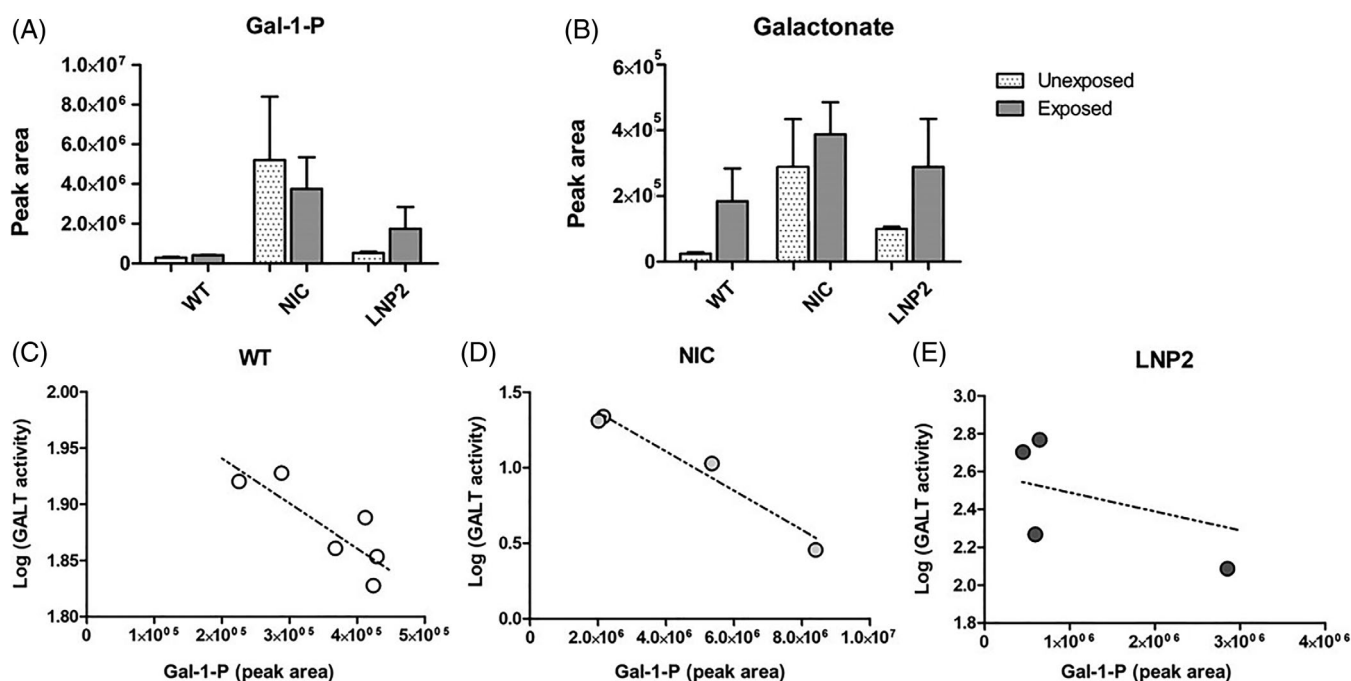 (A)
Gal-1-P
1.0×10⁷
8.0×10⁶
6.0×10⁶
4.0×10⁶
2.0×10⁶
0
Peak area
WT
NIC
LNP2
(B)
Galactonate
6×10⁵
4×10⁵
2×10⁵
0
Peak area
WT
NIC
LNP2
Unexposed
Exposed
(C)
WT
2.00
1.95
1.90
1.85
1.80
Log (GALT activity)
0 1×10⁰⁵ 2×10⁰⁵ 3×10⁰⁵ 4×10⁰⁵ 5×10⁰⁵
Gal-1-P (peak area)
(D)
NIC
1.5
1.0
0.5
0.0
Log (GALT activity)
0 2.0×10⁶ 4.0×10⁶ 6.0×10⁶ 8.0×10⁶ 1.0×10⁷
Gal-1-P (peak area)
(E)
LNP2
3.0
2.8
2.6
2.4
2.2
2.0
1.8
Log (GALT activity)
0 1×10⁰⁶ 2×10⁰⁶ 3×10⁰⁶ 4×10⁰⁶
Gal-1-P (peak area)